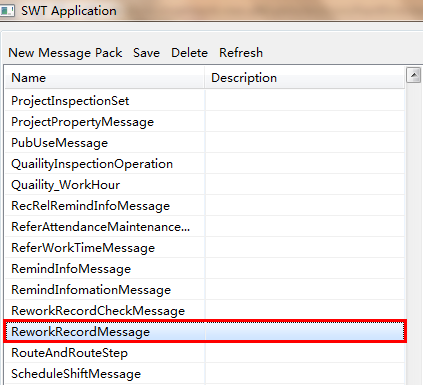 SWT Application
New Message Pack Save Delete Refresh
Name Description
ProjectInspectionSet
ProjectPropertyMessage
PubUseMessage
QuailityInspectionOperation
Quaility_WorkHour
RecRelRemindInfoMessage
ReferAttendanceMaintenance...
ReferWorkTimeMessage
RemindInfoMessage
RemindInfomationMessage
ReworkRecordCheckMessage
ReworkRecordMessage
RouteAndRouteStep
ScheduleShiftMessage